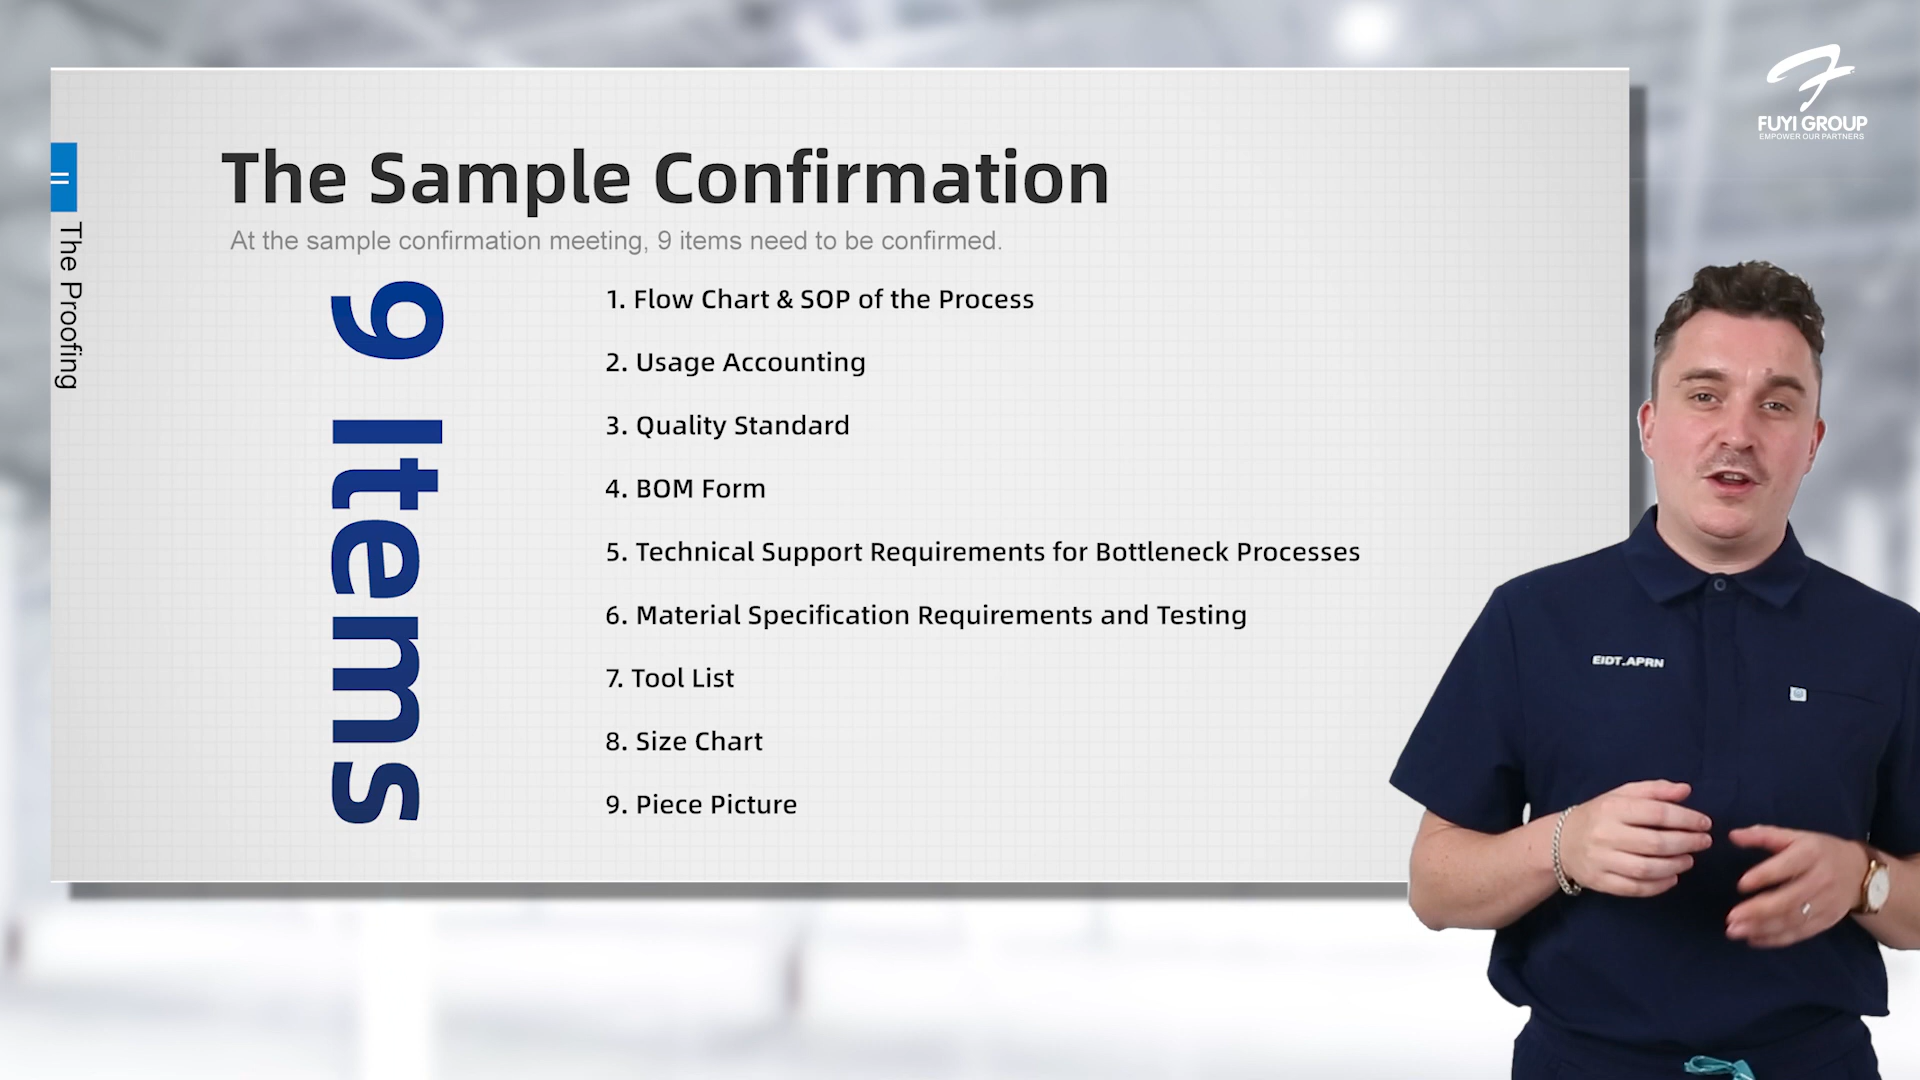 FUYI GROUP
EMPOWER OUR PARTNERS
II
The Proofing
The Sample Confirmation
At the sample confirmation meeting, 9 items need to be confirmed.
9 Items
1. Flow Chart & SOP of the Process
2. Usage Accounting
3. Quality Standard
4. BOM Form
5. Technical Support Requirements for Bottleneck Processes
6. Material Specification Requirements and Testing
7. Tool List
8. Size Chart
9. Piece Picture
EIDT.APRN